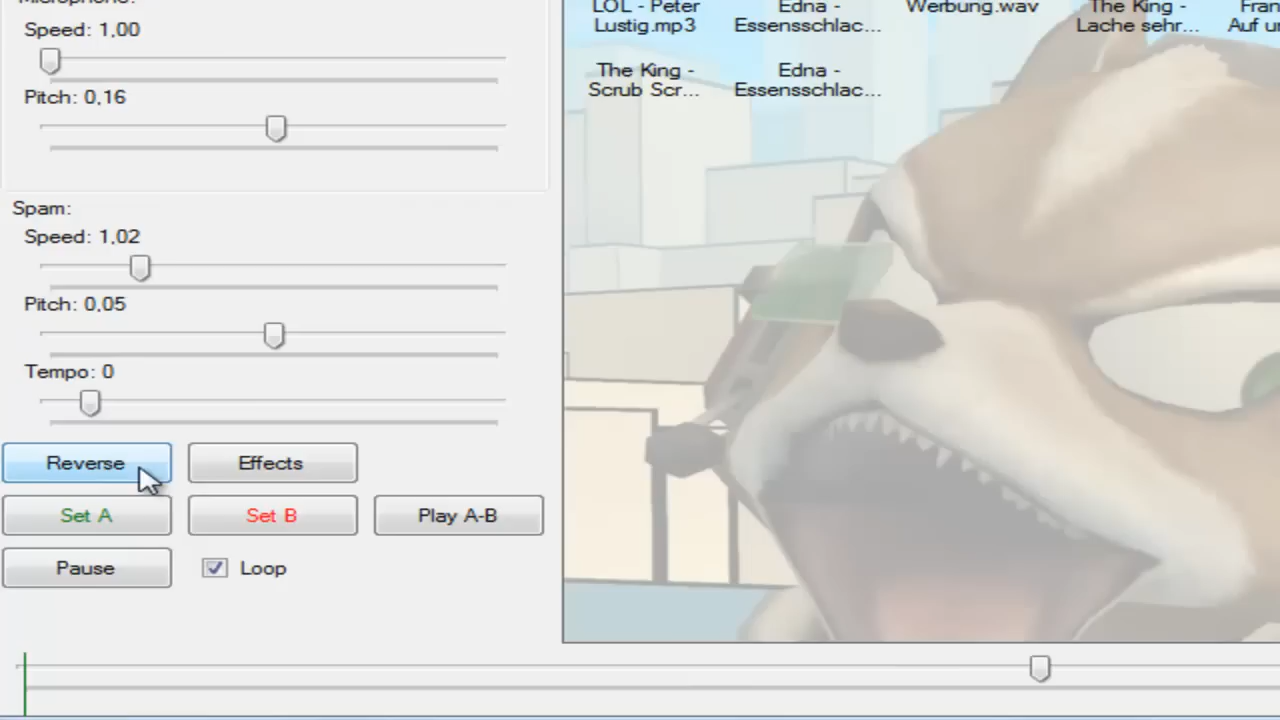 Microphone:
Speed: 1,00
Pitch: 0,16
Spam:
Speed: 1,02
Pitch: 0,05
Tempo: 0
Reverse
Effects
Set A
Set B
Play A-B
Pause
Loop
LOL - Peter
Lustig.mp3
Edna -
Essensschlac...
Werbung.wav
The King -
Lache sehr...
The King -
Scrub Scr...
Edna -
Essensschlac...